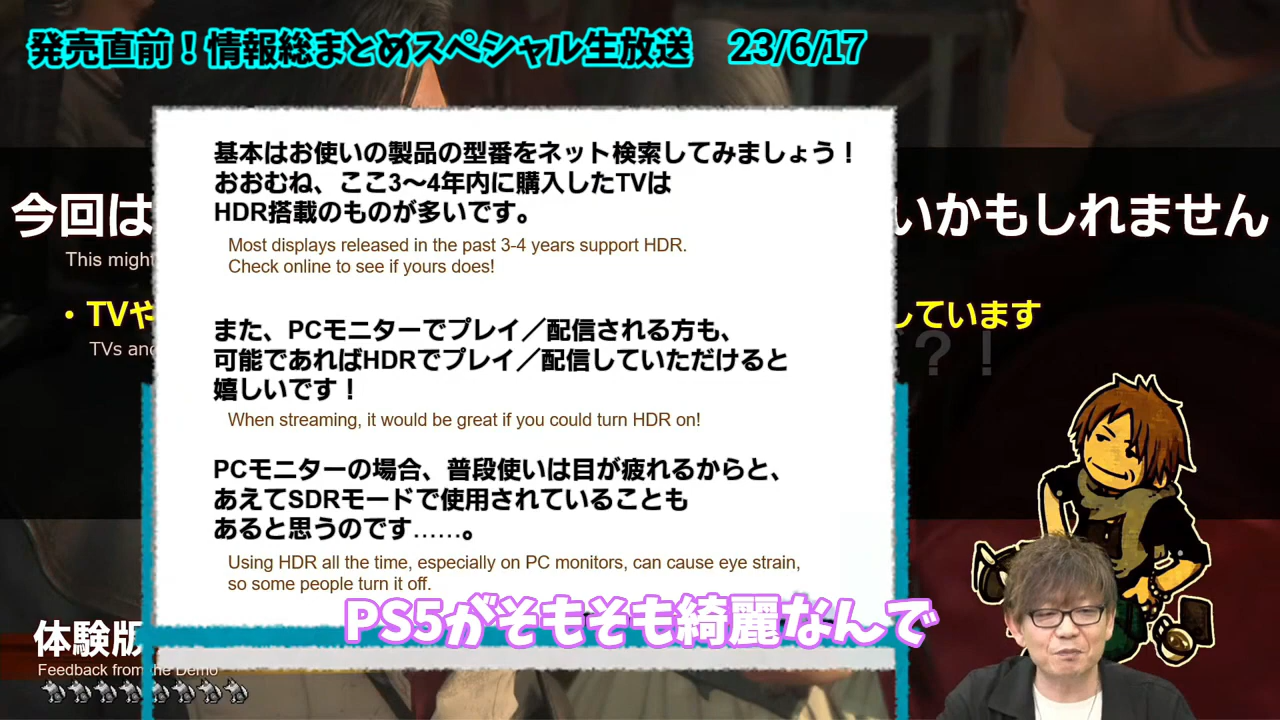 発売直前！情報総まとめスペシャル生放送　23/6/17
基本はお使いの製品の型番をネット検索してみましょう！
おおむね、ここ3〜4年内に購入したTVは
HDR搭載のものが多いです。
Most displays released in the past 3-4 years support HDR.
Check online to see if yours does!
また、PCモニターでプレイ／配信される方も、
可能であればHDRでプレイ／配信していただけると
嬉しいです！
When streaming, it would be great if you could turn HDR on!
PCモニターの場合、普段使いは目が疲れるからと、
あえてSDRモードで使用されていることも
あると思うのです……。
Using HDR all the time, especially on PC monitors, can cause eye strain,
so some people turn it off.
今回は
いかもしれません
This might
・TVや
しています
TVs and
？！
体験版
Feedback from the Demo
PS5がそもそも綺麗なんで